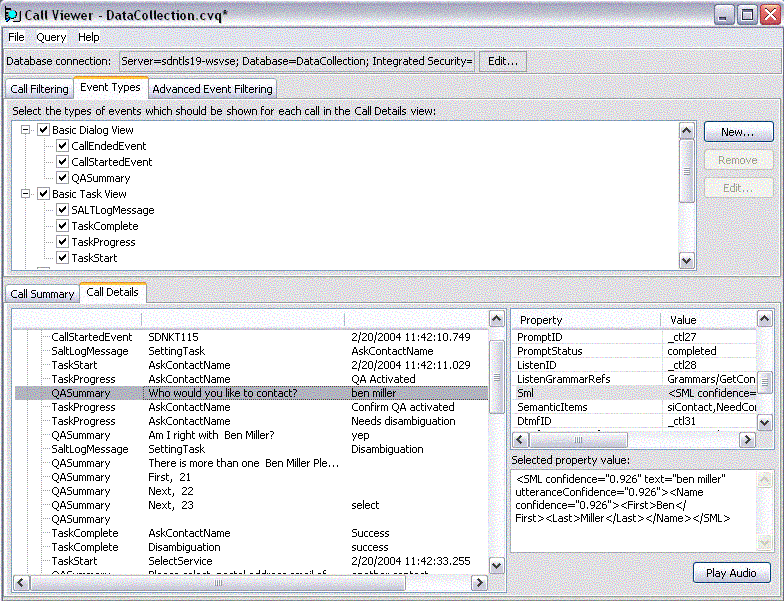 Call Viewer - DataCollection.cvq*
File Query Help
Database connection: Server=sdntls19-wsvse; Database=DataCollection; Integrated Security= Edit...
Call Filtering Event Types Advanced Event Filtering
Select the types of events which should be shown for each call in the Call Details view:
Basic Dialog View
CallEndedEvent
CallStartedEvent
QASummary
Basic Task View
SALTLogMessage
TaskComplete
TaskProgress
TaskStart
New...
Remove
Edit...
Call Summary Call Details
CallStartedEvent SDNKT115 2/20/2004 11:42:10.749
SaltLogMessage SettingTask AskContactName
TaskStart AskContactName 2/20/2004 11:42:11.029
TaskProgress AskContactName QA Activated
QASummary Who would you like to contact? ben miller
TaskProgress AskContactName Confirm QA activated
TaskProgress AskContactName Needs disambiguation
QASummary Am I right with Ben Miller? yep
SaltLogMessage SettingTask Disambiguation
QASummary There is more than one Ben Miller Ple...
QASummary First, 21
QASummary Next, 22
QASummary Next, 23 select
QASummary
TaskComplete AskContactName Success
TaskComplete Disambiguation success
TaskStart SelectService 2/20/2004 11:42:33.255
QASummary Please select, postal address email of another contact
Property Value
PromptID _ctl27
PromptStatus completed
ListenID _ctl28
ListenGrammarRefs Grammars/GetCon
Sml <SML confidence=
SemanticItems siContact,NeedCo
DtmfID _ctl31
Selected property value:
<SML confidence="0.926" text="ben miller"
utteranceConfidence="0.926"><Name
confidence="0.926"><First>Ben</
First><Last>Miller</Last></Name></SML>
Play Audio